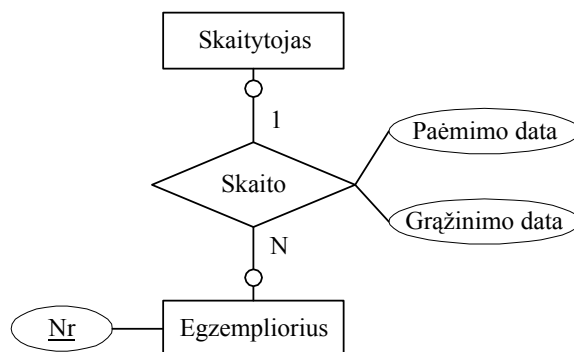 Skaitytojas
1
Paėmimo data
Skaito
Grąžinimo data
N
Nr
Egzempliorius